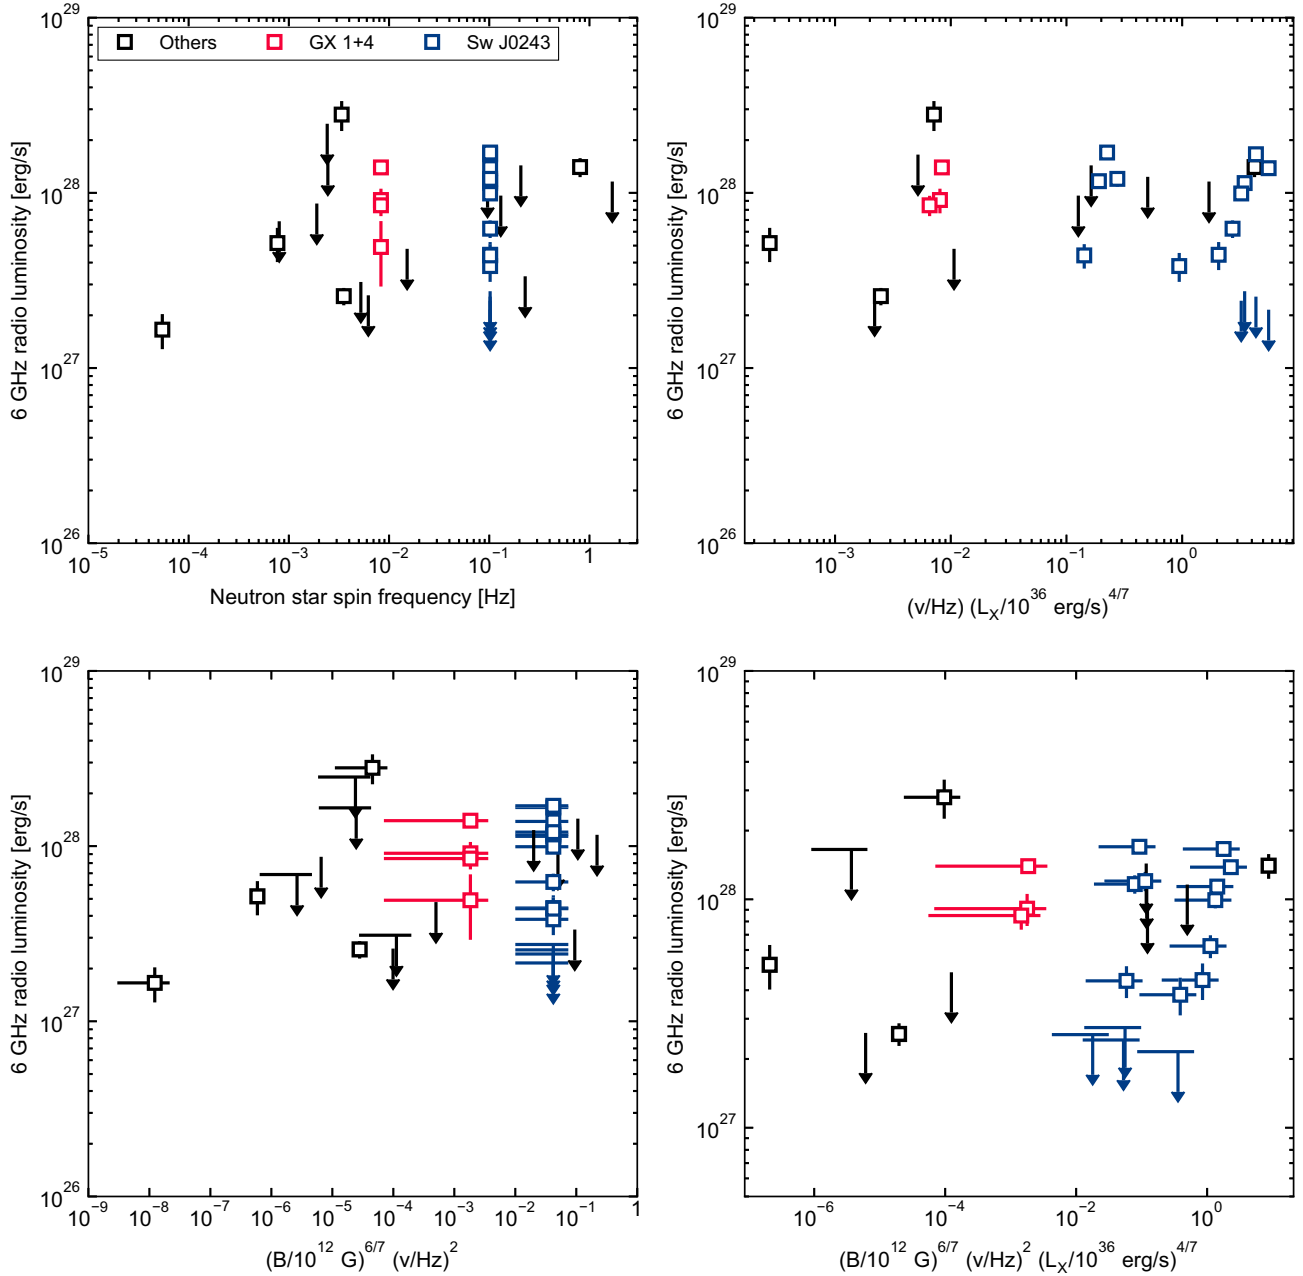 10^29
10^28
10^27
10^26
6 GHz radio luminosity [erg/s]
Others GX 1+4 Sw J0243
10^−5 10^−4 10^−3 10^−2 10^−1 1
Neutron star spin frequency [Hz]
10^29
10^28
10^27
10^26
6 GHz radio luminosity [erg/s]
10^−3 10^−2 10^−1 10^0
(ν/Hz) (L_X/10^36 erg/s)^4/7
10^29
10^28
10^27
10^26
6 GHz radio luminosity [erg/s]
10^−9 10^−8 10^−7 10^−6 10^−5 10^−4 10^−3 10^−2 10^−1 1
(B/10^12 G)^6/7 (ν/Hz)^2
10^29
10^28
10^27
6 GHz radio luminosity [erg/s]
10^−6 10^−4 10^−2 10^0
(B/10^12 G)^6/7 (ν/Hz)^2 (L_X/10^36 erg/s)^4/7